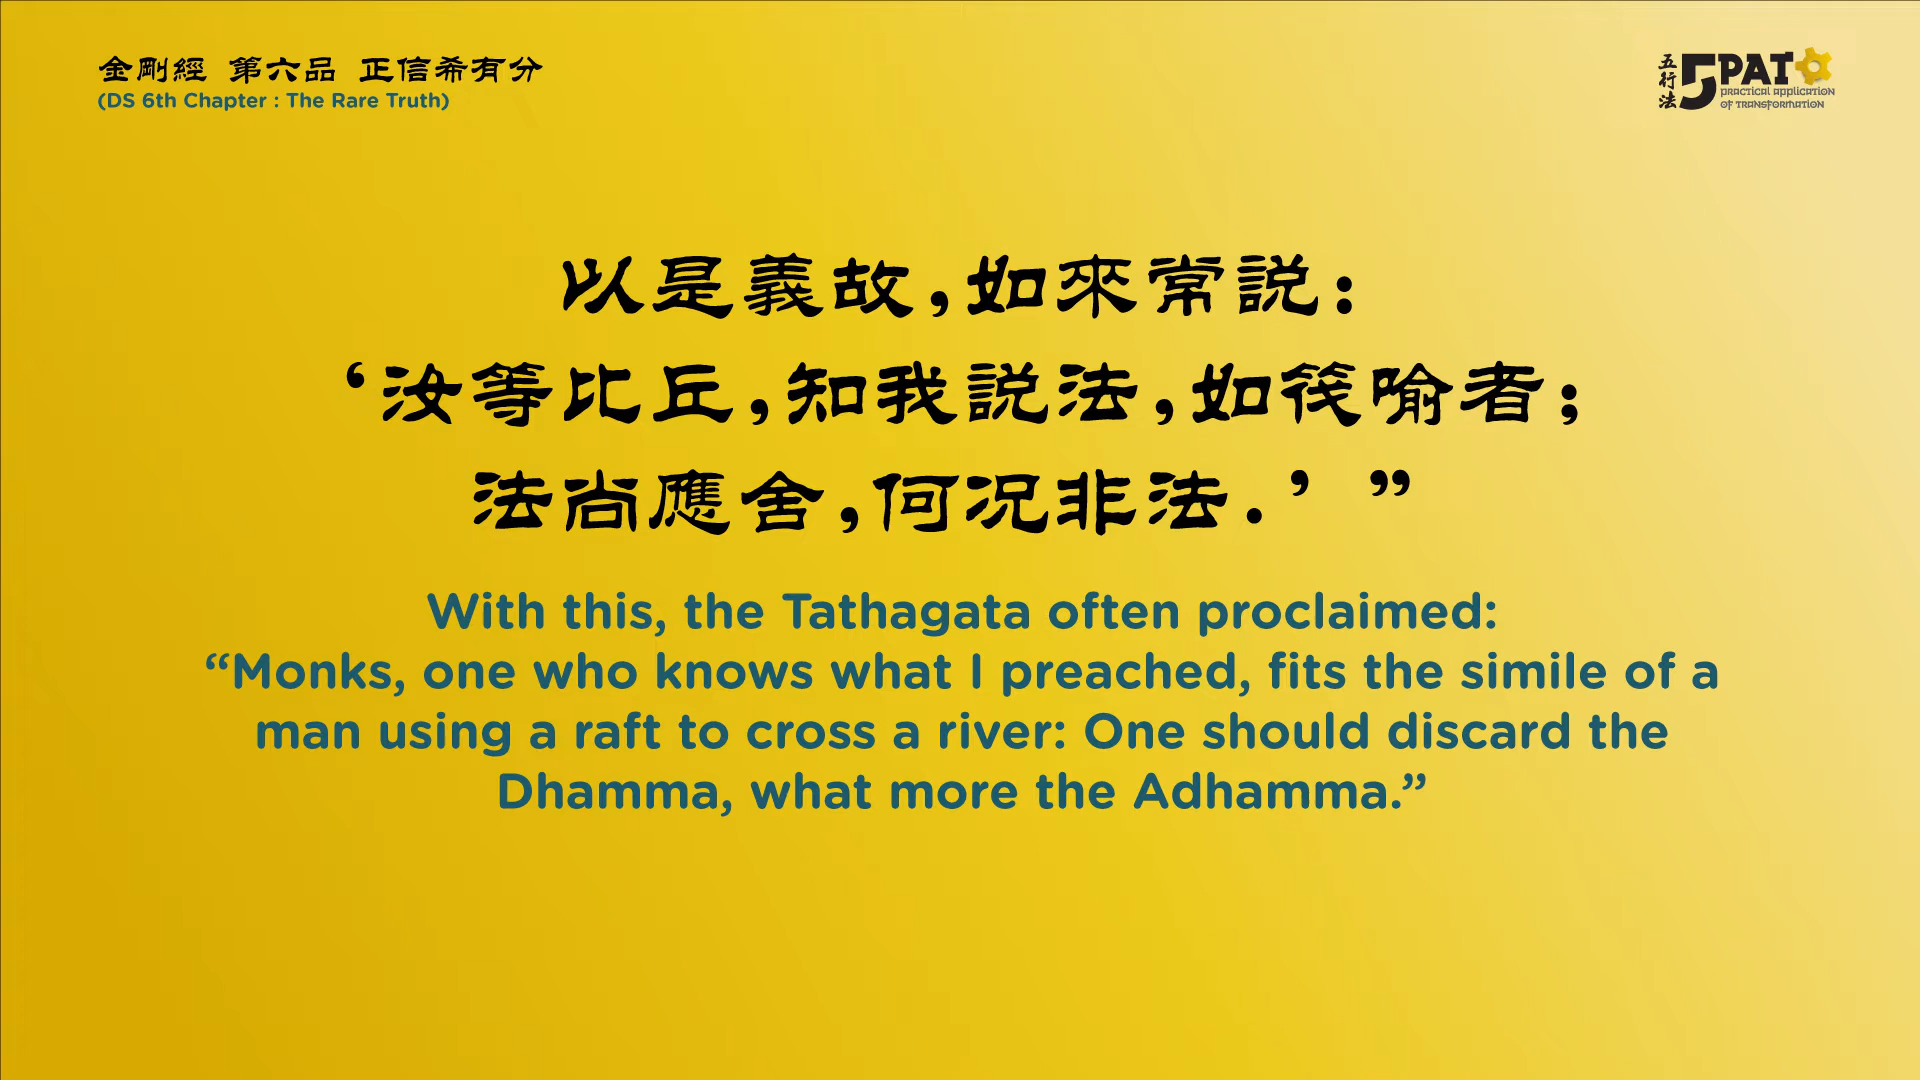 金剛經 第六品 正信希有分
(DS 6th Chapter : The Rare Truth)
五行法
5PAT
PRACTICAL APPLICATION
OF TRANSFORMATION
以是義故,如來常説:
‘汝等比丘,知我説法,如筏喻者;
法尚應舍,何况非法.’ ”
With this, the Tathagata often proclaimed:
“Monks, one who knows what I preached, fits the simile of a
man using a raft to cross a river: One should discard the
Dhamma, what more the Adhamma.”